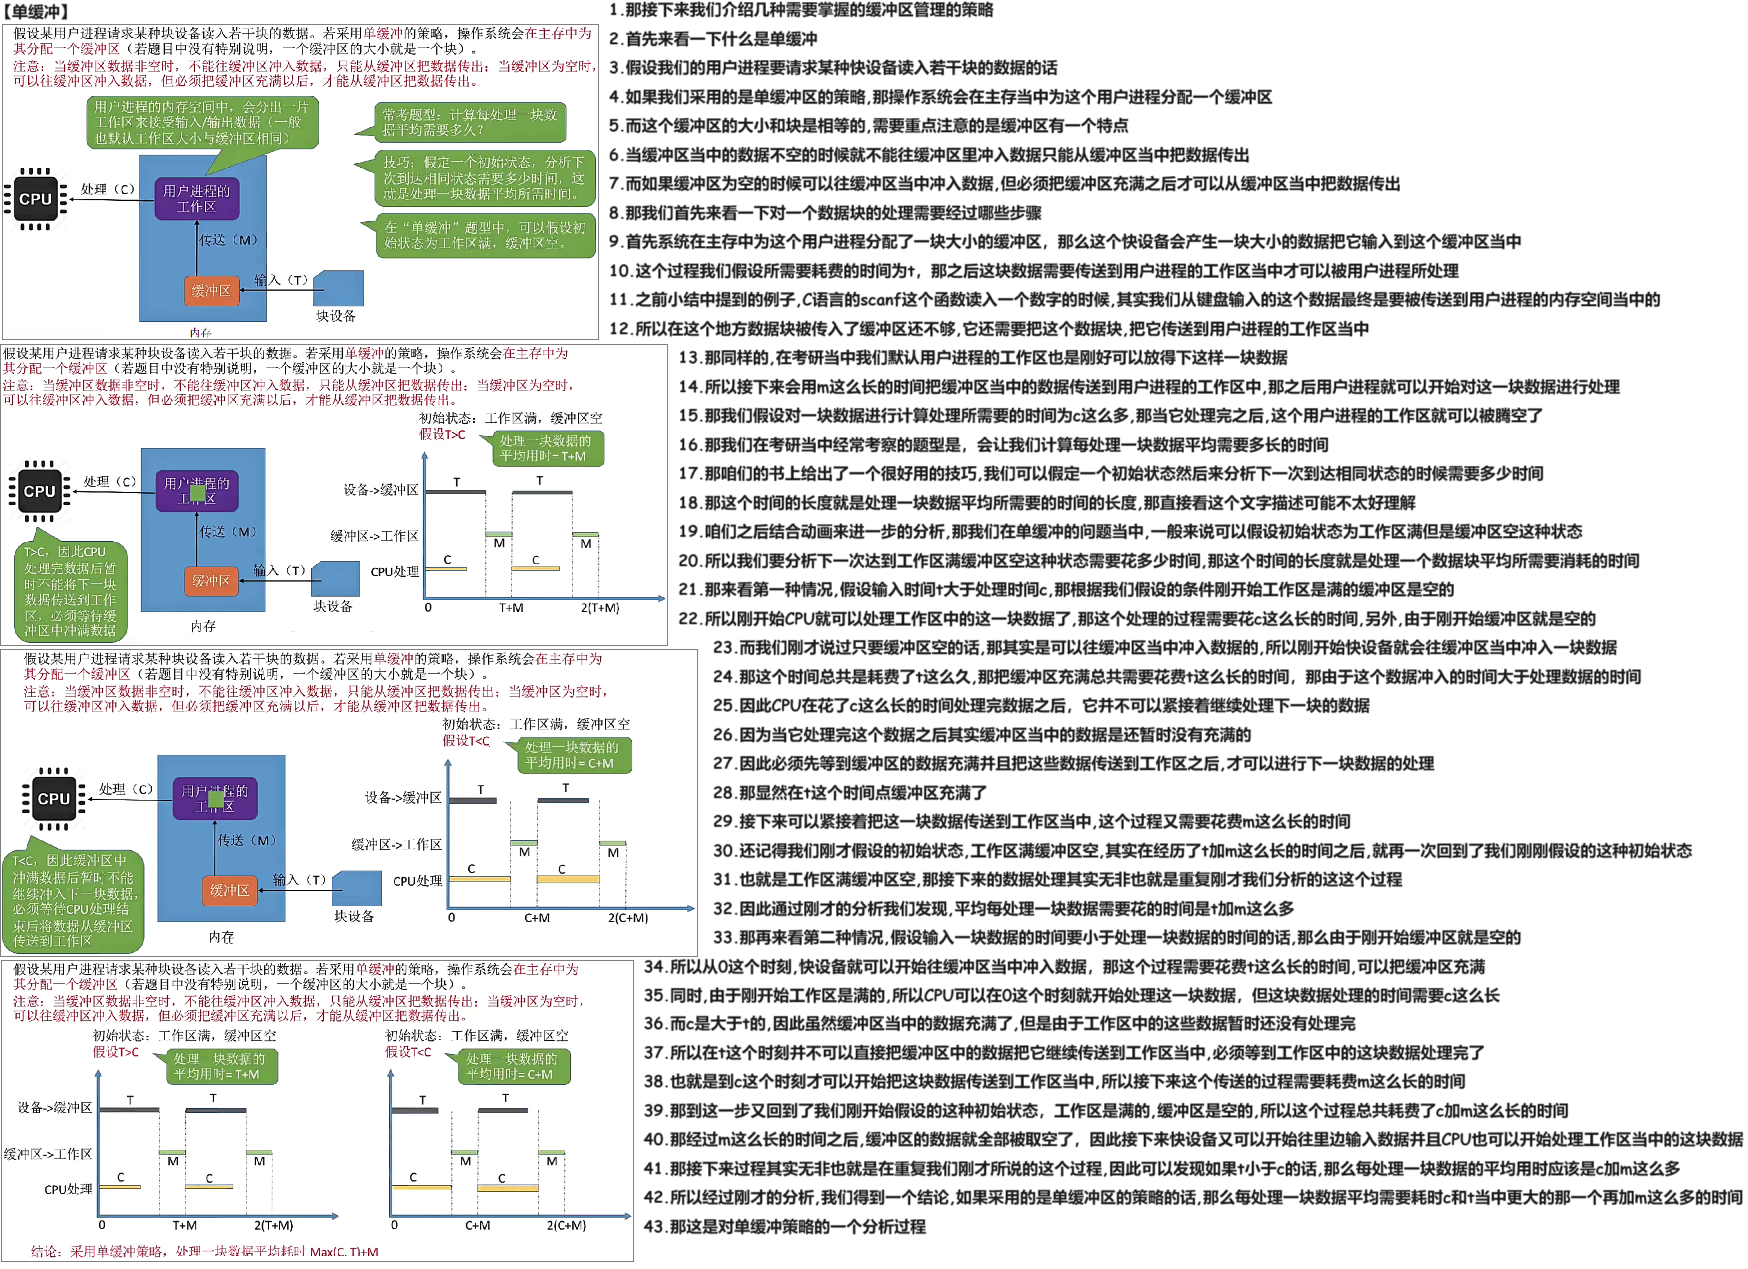 【单缓冲】
假设某用户进程请求某种块设备读入若干块的数据。若采用单缓冲的策略，操作系统会在主存中为
其分配一个缓冲区（若题目中没有特别说明，一个缓冲区的大小就是一个块）。
注意：当缓冲区数据非空时，不能往缓冲区冲入数据，只能从缓冲区把数据传出；当缓冲区为空时，
可以往缓冲区冲入数据，但必须把缓冲区充满以后，才能从缓冲区把数据传出。
用户进程的内存空间中，会分出一片
工作区来接受输入/输出数据（一般
也默认工作区大小与缓冲区相同）
常考题型：计算每处理一块数
据平均需要多久？
技巧：假定一个初始状态，分析下
次到达相同状态需要多少时间，这
就是处理一块数据平均所需时间。
在“单缓冲”题型中，可以假设初
始状态为工作区满，缓冲区空。
CPU
处理（C）
用户进程的
工作区
传送（M）
缓冲区
输入（T）
块设备
内存
假设某用户进程请求某种块设备读入若干块的数据。若采用单缓冲的策略，操作系统会在主存中为
其分配一个缓冲区（若题目中没有特别说明，一个缓冲区的大小就是一个块）。
注意：当缓冲区数据非空时，不能往缓冲区冲入数据，只能从缓冲区把数据传出；当缓冲区为空时，
可以往缓冲区冲入数据，但必须把缓冲区充满以后，才能从缓冲区把数据传出。
初始状态：工作区满，缓冲区空
假设T>C
处理一块数据的
平均用时= T+M
CPU
处理（C）
用户进程的
工作区
传送（M）
缓冲区
输入（T）
块设备
内存
T>C，因此CPU
处理完数据后暂
时不能将下一块
数据传送到工作
区，必须等待缓
冲区中冲满数据
设备->缓冲区
T
T
缓冲区->工作区
M
M
CPU处理
C
C
0
T+M
2(T+M)
假设某用户进程请求某种块设备读入若干块的数据。若采用单缓冲的策略，操作系统会在主存中为
其分配一个缓冲区（若题目中没有特别说明，一个缓冲区的大小就是一个块）。
注意：当缓冲区数据非空时，不能往缓冲区冲入数据，只能从缓冲区把数据传出；当缓冲区为空时，
可以往缓冲区冲入数据，但必须把缓冲区充满以后，才能从缓冲区把数据传出。
初始状态：工作区满，缓冲区空
假设T<C
处理一块数据的
平均用时= C+M
CPU
处理（C）
用户进程的
工作区
传送（M）
缓冲区
输入（T）
块设备
内存
T<C，因此缓冲区中
冲满数据后暂时不能
继续冲入下一块数据，
必须等待CPU处理结
束后将数据从缓冲区
传送到工作区
设备->缓冲区
T
T
缓冲区->工作区
M
M
CPU处理
C
C
0
C+M
2(C+M)
假设某用户进程请求某种块设备读入若干块的数据。若采用单缓冲的策略，操作系统会在主存中为
其分配一个缓冲区（若题目中没有特别说明，一个缓冲区的大小就是一个块）。
注意：当缓冲区数据非空时，不能往缓冲区冲入数据，只能从缓冲区把数据传出；当缓冲区为空时，
可以往缓冲区冲入数据，但必须把缓冲区充满以后，才能从缓冲区把数据传出。
初始状态：工作区满，缓冲区空
假设T>C
处理一块数据的
平均用时= T+M
设备->缓冲区
T
T
缓冲区->工作区
M
M
CPU处理
C
C
0
T+M
2(T+M)
初始状态：工作区满，缓冲区空
假设T<C
处理一块数据的
平均用时= C+M
T
T
M
M
C
C
0
C+M
2(C+M)
结论：采用单缓冲策略，处理一块数据平均耗时 Max(C, T)+M
1.那接下来我们介绍几种需要掌握的缓冲区管理的策略
2.首先来看一下什么是单缓冲
3.假设我们的用户进程要请求某种快设备读入若干块的数据的话
4.如果我们采用的是单缓冲区的策略,那操作系统会在主存当中为这个用户进程分配一个缓冲区
5.而这个缓冲区的大小和块是相等的,需要重点注意的是缓冲区有一个特点
6.当缓冲区当中的数据不空的时候就不能往缓冲区里冲入数据只能从缓冲区当中把数据传出
7.而如果缓冲区为空的时候可以往缓冲区当中冲入数据,但必须把缓冲区充满之后才可以从缓冲区当中把数据传出
8.那我们首先来看一下对一个数据块的处理需要经过哪些步骤
9.首先系统在主存中为这个用户进程分配了一块大小的缓冲区，那么这个快设备会产生一块大小的数据把它输入到这个缓冲区当中
10.这个过程我们假设所需要耗费的时间为t，那之后这块数据需要传送到用户进程的工作区当中才可以被用户进程所处理
11.之前小结中提到的例子,C语言的scanf这个函数读入一个数字的时候,其实我们从键盘输入的这个数据最终是要被传送到用户进程的内存空间当中的
12.所以在这个地方数据块被传入了缓冲区还不够,它还需要把这个数据块,把它传送到用户进程的工作区当中
13.那同样的,在考研当中我们默认用户进程的工作区也是刚好可以放得下这样一块数据
14.所以接下来会用m这么长的时间把缓冲区当中的数据传送到用户进程的工作区中,那之后用户进程就可以开始对这一块数据进行处理
15.那我们假设对一块数据进行计算处理所需要的时间为c这么多,那当它处理完之后,这个用户进程的工作区就可以被腾空了
16.那我们在考研当中经常考察的题型是，会让我们计算每处理一块数据平均需要多长的时间
17.那咱们的书上给出了一个很好用的技巧,我们可以假定一个初始状态然后来分析下一次到达相同状态的时候需要多少时间
18.那这个时间的长度就是处理一块数据平均所需要的时间的长度,那直接看这个文字描述可能不太好理解
19.咱们之后结合动画来进一步的分析,那我们在单缓冲的问题当中,一般来说可以假设初始状态为工作区满但是缓冲区空这种状态
20.所以我们要分析下一次达到工作区满缓冲区空这种状态需要花多少时间,那这个时间的长度就是处理一个数据块平均所需要消耗的时间
21.那来看第一种情况,假设输入时间t大于处理时间c,那根据我们假设的条件刚开始工作区是满的缓冲区是空的
22.所以刚开始CPU就可以处理工作区中的这一块数据了,那这个处理的过程需要花c这么长的时间,另外,由于刚开始缓冲区就是空的
23.而我们刚才说过只要缓冲区空的话,那其实是可以往缓冲区当中冲入数据的,所以刚开始快设备就会往缓冲区当中冲入一块数据
24.那这个时间总共是耗费了t这么久,那把缓冲区充满总共需要花费t这么长的时间，那由于这个数据冲入的时间大于处理数据的时间
25.因此CPU在花了c这么长的时间处理完数据之后，它并不可以紧接着继续处理下一块的数据
26.因为当它处理完这个数据之后其实缓冲区当中的数据是还暂时没有充满的
27.因此必须先等到缓冲区的数据充满并且把这些数据传送到工作区之后,才可以进行下一块数据的处理
28.那显然在t这个时间点缓冲区充满了
29.接下来可以紧接着把这一块数据传送到工作区当中,这个过程又需要花费m这么长的时间
30.还记得我们刚才假设的初始状态,工作区满缓冲区空,其实在经历了t加m这么长的时间之后,就再一次回到了我们刚刚假设的这种初始状态
31.也就是工作区满缓冲区空,那接下来的数据处理其实无非也就是重复刚才我们分析的这这个过程
32.因此通过刚才的分析我们发现,平均每处理一块数据需要花的时间是t加m这么多
33.那再来看第二种情况,假设输入一块数据的时间要小于处理一块数据的时间的话,那么由于刚开始缓冲区就是空的
34.所以从0这个时刻,快设备就可以开始往缓冲区当中冲入数据，那这个过程需要花费t这么长的时间,可以把缓冲区充满
35.同时,由于刚开始工作区是满的,所以CPU可以在0这个时刻就开始处理这一块数据，但这块数据处理的时间需要c这么长
36.而c是大于t的,因此虽然缓冲区当中的数据充满了,但是由于工作区中的这些数据暂时还没有处理完
37.所以在t这个时刻并不可以直接把缓冲区中的数据把它继续传送到工作区当中,必须等到工作区中的这块数据处理完了
38.也就是到c这个时刻才可以开始把这块数据传送到工作区当中,所以接下来这个传送的过程需要耗费m这么长的时间
39.那到这一步又回到了我们刚开始假设的这种初始状态，工作区是满的,缓冲区是空的,所以这个过程总共耗费了c加m这么长的时间
40.那经过m这么长的时间之后,缓冲区的数据就全部被取空了，因此接下来快设备又可以开始往里边输入数据并且CPU也可以开始处理工作区当中的这块数据
41.那接下来过程其实无非也就是在重复我们刚才所说的这个过程,因此可以发现如果t小于c的话,那么每处理一块数据的平均用时应该是c加m这么多
42.所以经过刚才的分析,我们得到一个结论,如果采用的是单缓冲区的策略的话,那么每处理一块数据平均需要耗时c和t当中更大的那一个再加m这么多的时间
43.那这是对单缓冲策略的一个分析过程